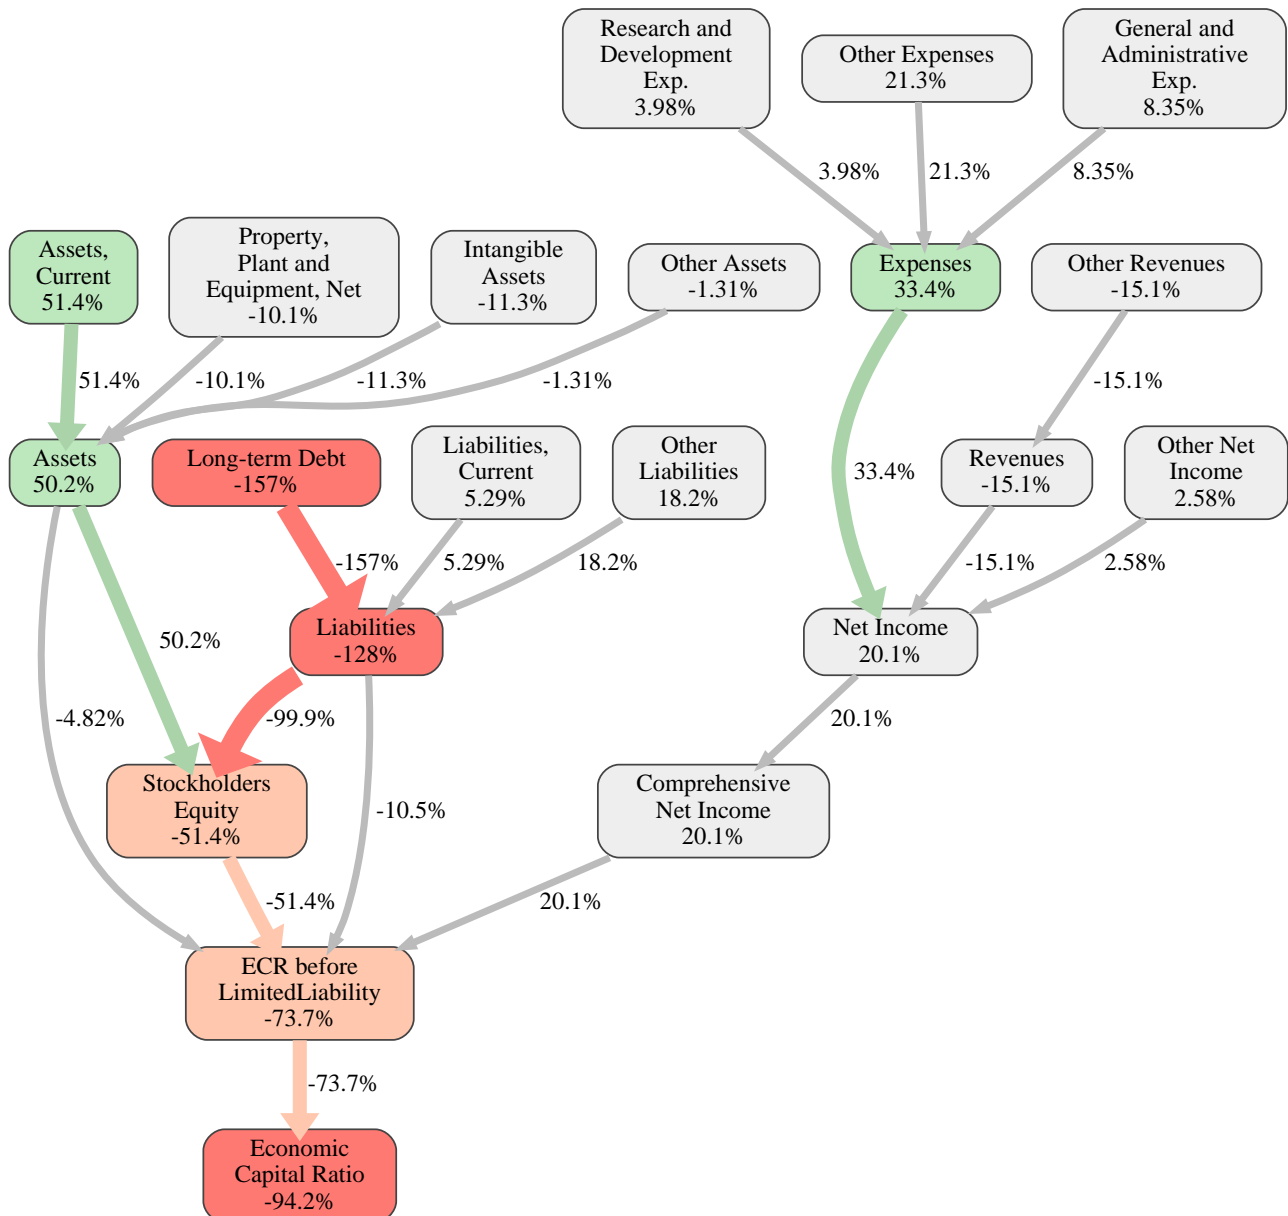 Research and
Development
Exp.
3.98%
Other Expenses
21.3%
General and
Administrative
Exp.
8.35%
3.98%
21.3%
8.35%
Assets,
Current
51.4%
Property,
Plant and
Equipment, Net
-10.1%
Intangible
Assets
-11.3%
Other Assets
-1.31%
Expenses
33.4%
Other Revenues
-15.1%
51.4%
-10.1%
-11.3%
-1.31%
-15.1%
Assets
50.2%
Long-term Debt
-157%
Liabilities,
Current
5.29%
Other
Liabilities
18.2%
33.4%
Revenues
-15.1%
Other Net
Income
2.58%
-157%
5.29%
18.2%
-15.1%
2.58%
50.2%
Liabilities
-128%
Net Income
20.1%
-4.82%
-99.9%
20.1%
Stockholders
Equity
-51.4%
-10.5%
Comprehensive
Net Income
20.1%
-51.4%
20.1%
ECR before
LimitedLiability
-73.7%
-73.7%
Economic
Capital Ratio
-94.2%